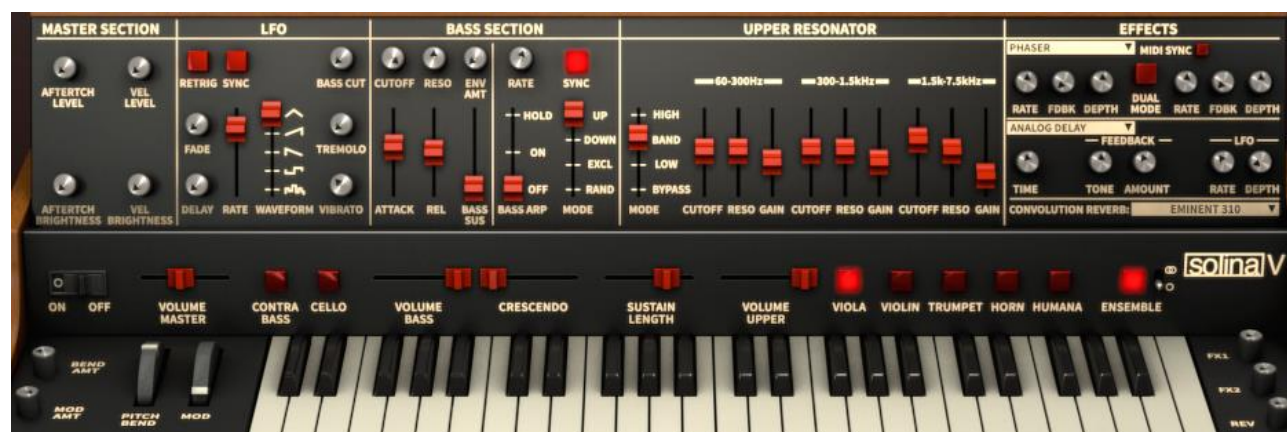 MASTER SECTION LFO BASS SECTION UPPER RESONATOR EFFECTS
PHASER MIDI SYNC
RETRIG SYNC BASS CUT CUTOFF RESO ENV AMT RATE SYNC
AFTERTCH LEVEL VEL LEVEL
60-300Hz 300-1.5kHz 1.5k-7.5kHz
RATE FDBK DEPTH DUAL MODE RATE FDBK DEPTH
HOLD UP HIGH
ANALOG DELAY
DOWN BAND
FEEDBACK LFO
FADE TREMOLO ON EXCL LOW
OFF RAND BYPASS
TIME TONE AMOUNT RATE DEPTH
AFTERTCH BRIGHTNESS VEL BRIGHTNESS DELAY RATE WAVEFORM VIBRATO ATTACK REL BASS SUS BASS ARP MODE MODE CUTOFF RESO GAIN CUTOFF RESO GAIN CUTOFF RESO GAIN
CONVOLUTION REVERB: EMINENT 310
solina V
ON OFF VOLUME MASTER CONTRA BASS CELLO VOLUME BASS CRESCENDO SUSTAIN LENGTH VOLUME UPPER VIOLA VIOLIN TRUMPET HORN HUMANA ENSEMBLE
BEND AMT
FX1
FX2
MOD AMT PITCH BEND MOD
REV